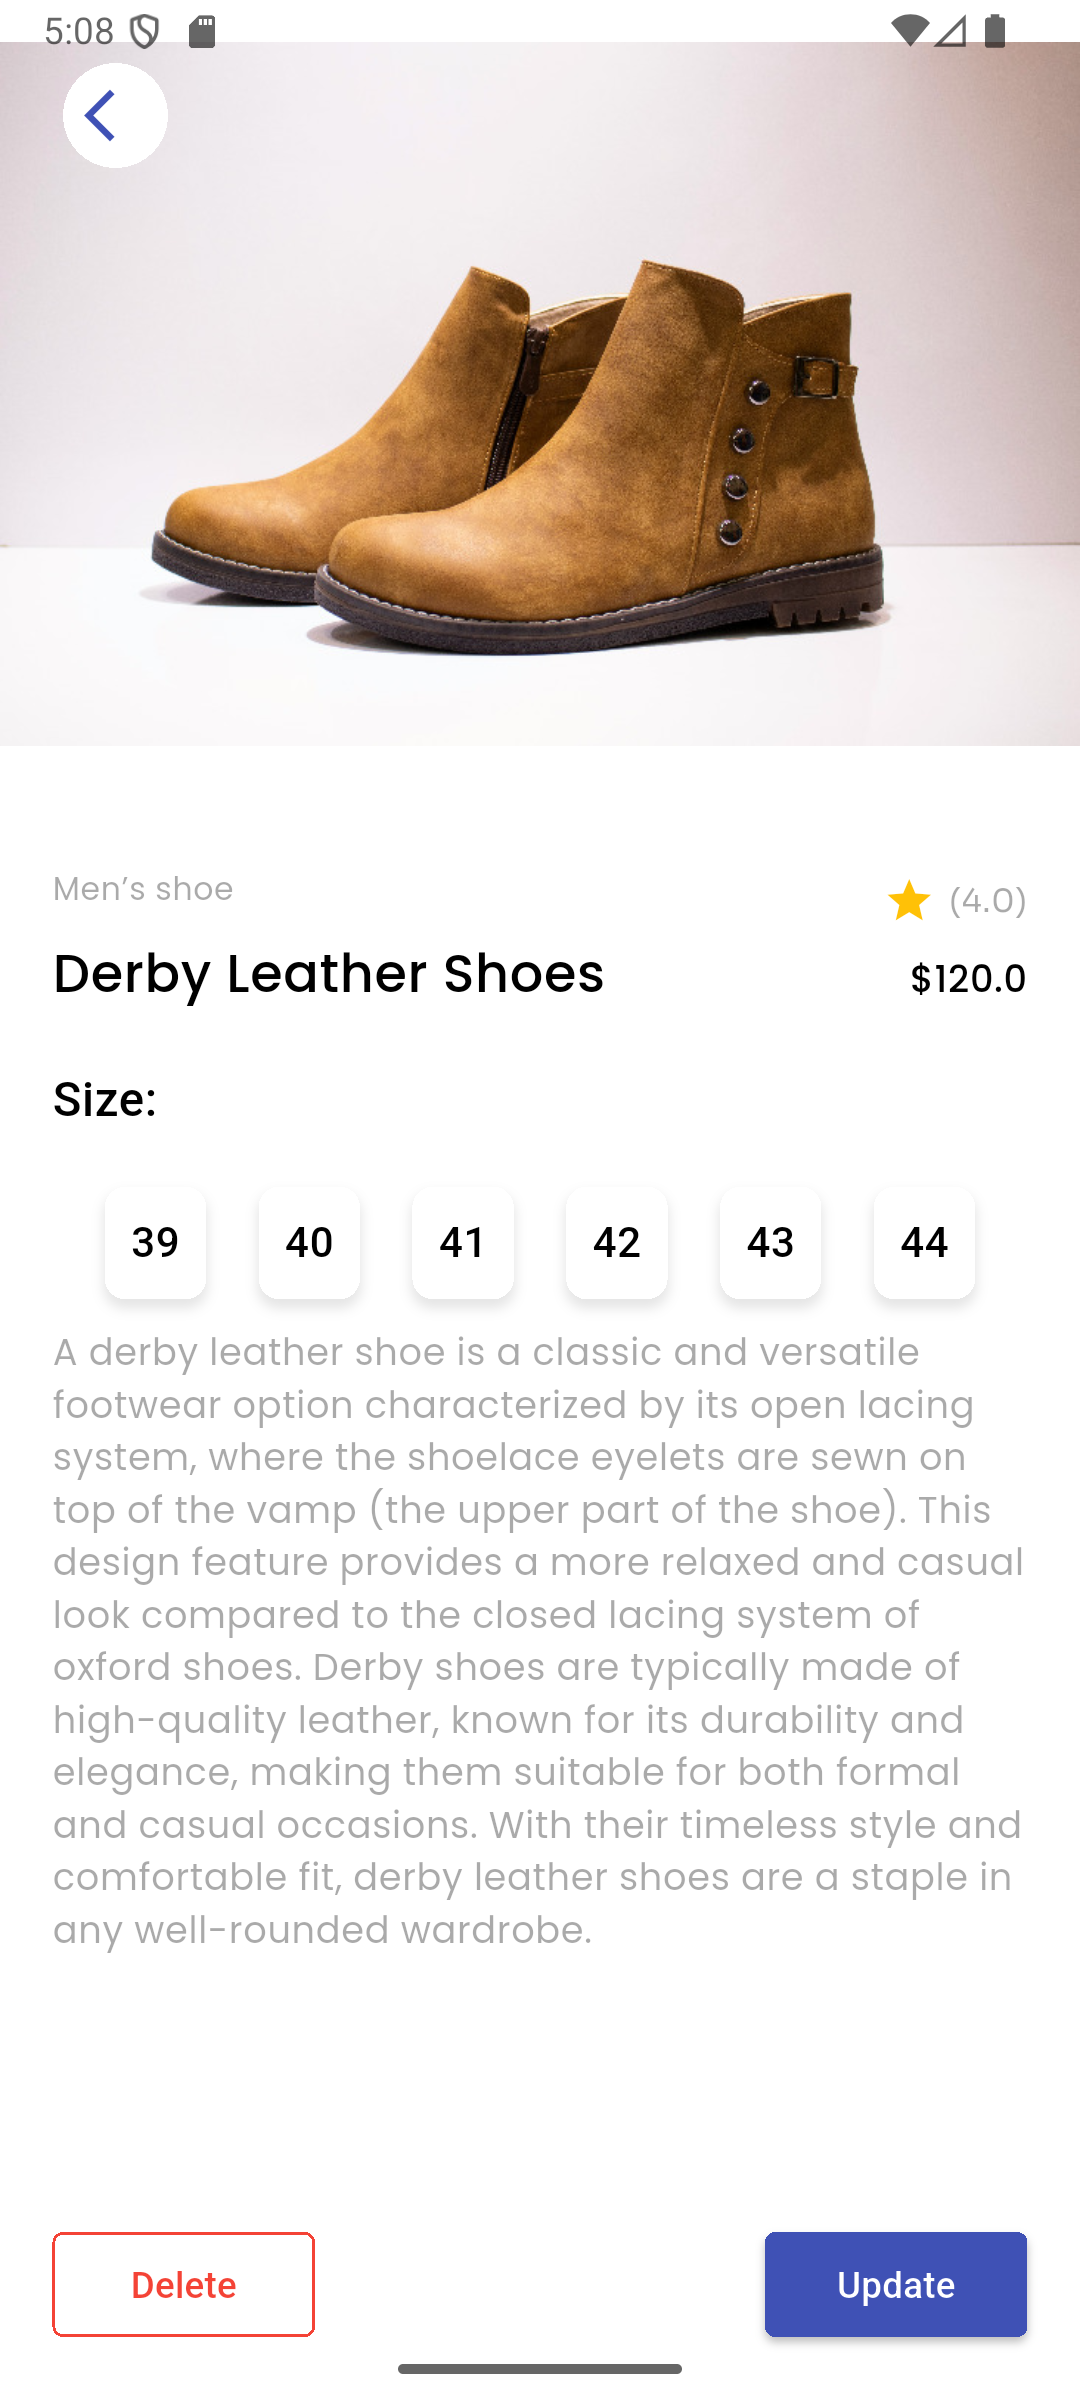 5:08
Men’s shoe
(4.0)
Derby Leather Shoes
$120.0
Size:
39 40 41 42 43 44
A derby leather shoe is a classic and versatile
footwear option characterized by its open lacing
system, where the shoelace eyelets are sewn on
top of the vamp (the upper part of the shoe). This
design feature provides a more relaxed and casual
look compared to the closed lacing system of
oxford shoes. Derby shoes are typically made of
high-quality leather, known for its durability and
elegance, making them suitable for both formal
and casual occasions. With their timeless style and
comfortable fit, derby leather shoes are a staple in
any well-rounded wardrobe.
Delete
Update